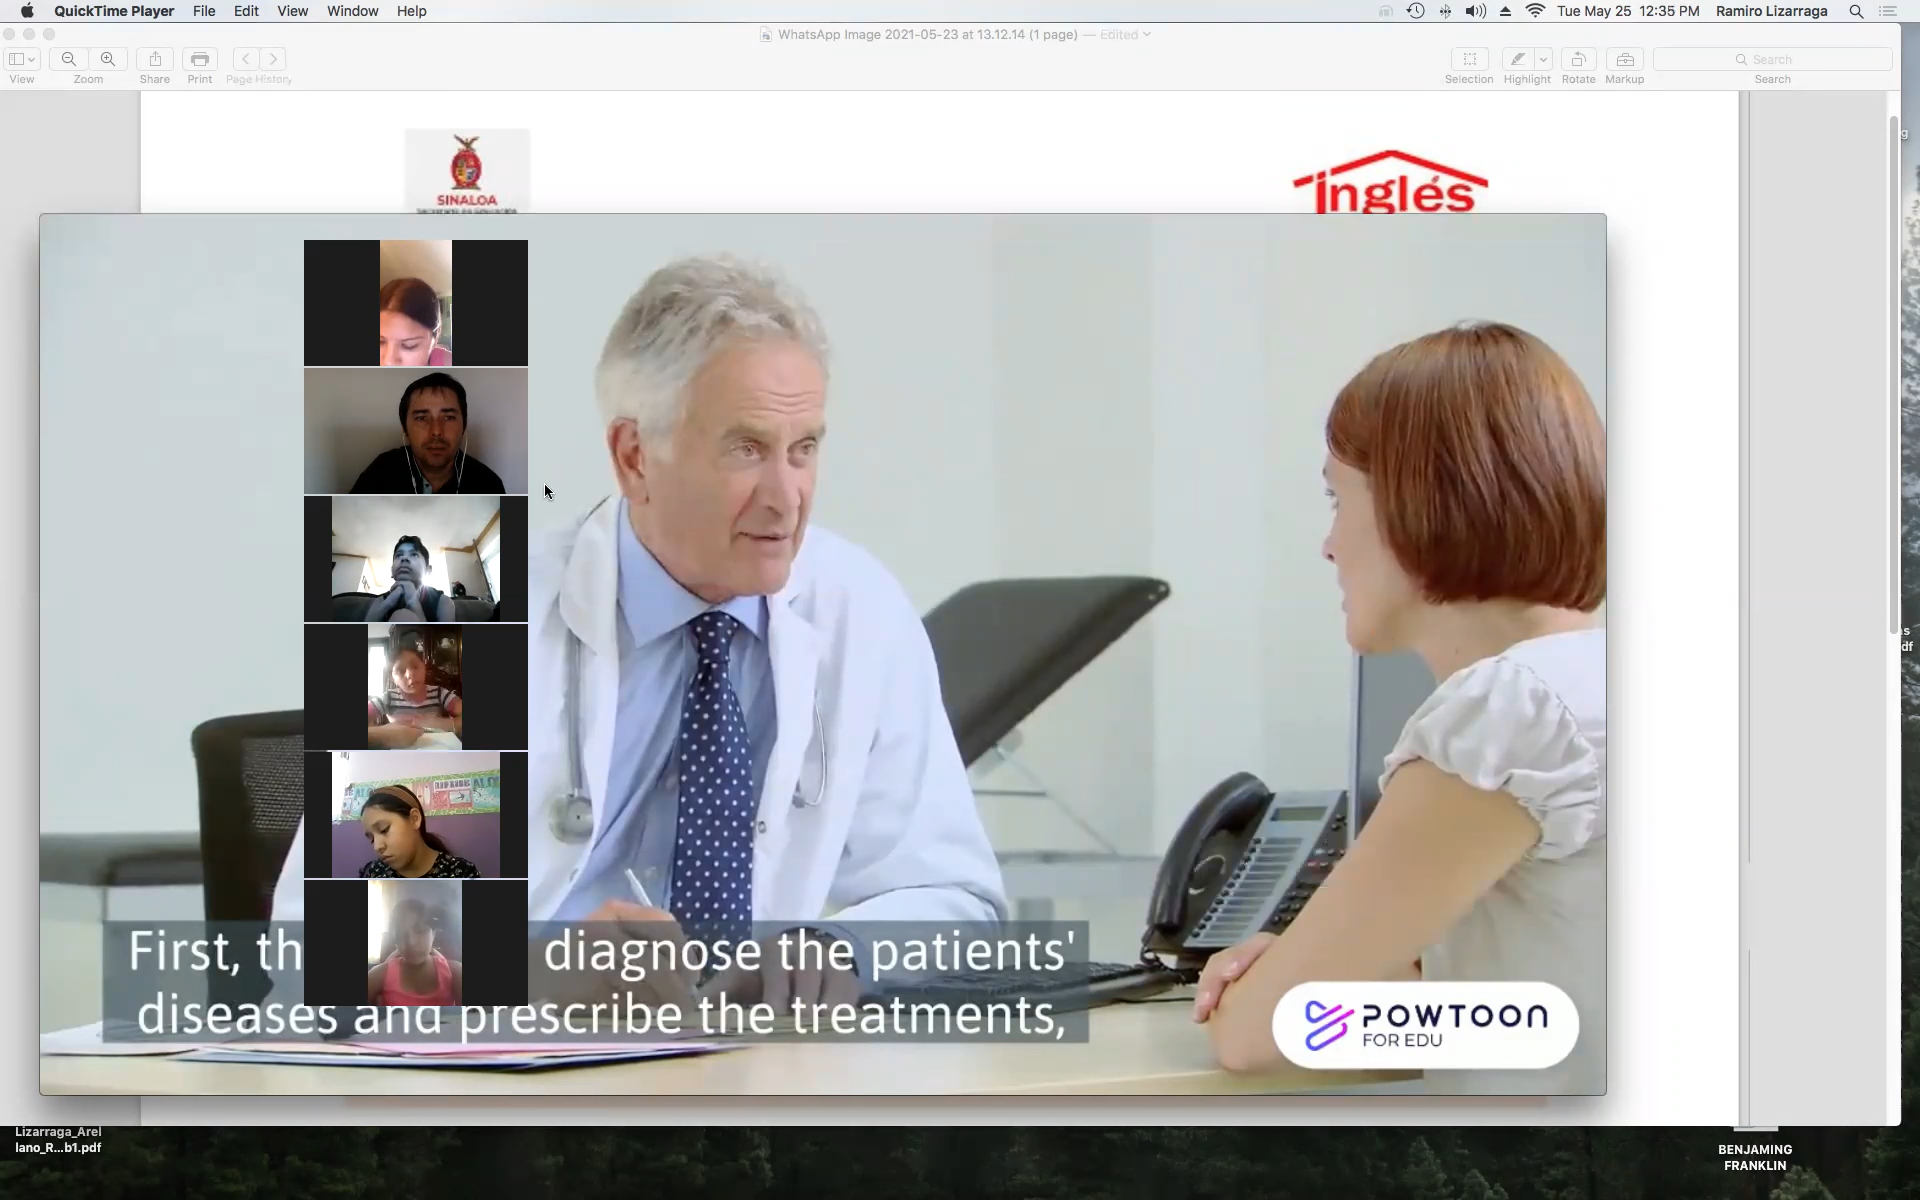 QuickTime Player File Edit View Window Help Tue May 25 12:35 PM Ramiro Lizarraga
WhatsApp Image 2021-05-23 at 13.12.14 (1 page) — Edited
View Zoom Share Print Page History Selection Highlight Rotate Markup Search
Search
SINALOA
Inglés
First, th diagnose the patients'
diseases and prescribe the treatments,
POWTOON
FOR EDU
Lizarraga_Arel
lano_R...b1.pdf
BENJAMING
FRANKLIN
g
s
df